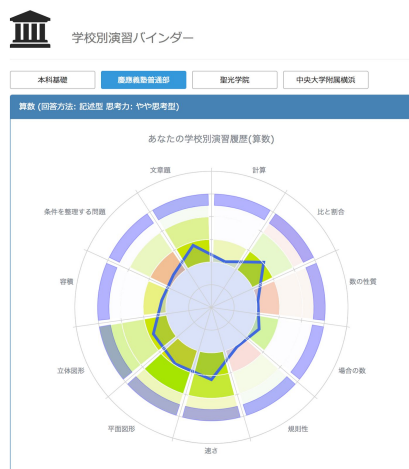 学校別演習バインダー
本科基礎
慶應義塾普通部
聖光学院
中央大学附属横浜
算数 (回答方法: 記述型 思考力: やや思考型)
あなたの学校別演習履歴(算数)
文章題
計算
条件を整理する問題
比と割合
容積
数の性質
立体図形
場合の数
平面図形
規則性
速さ